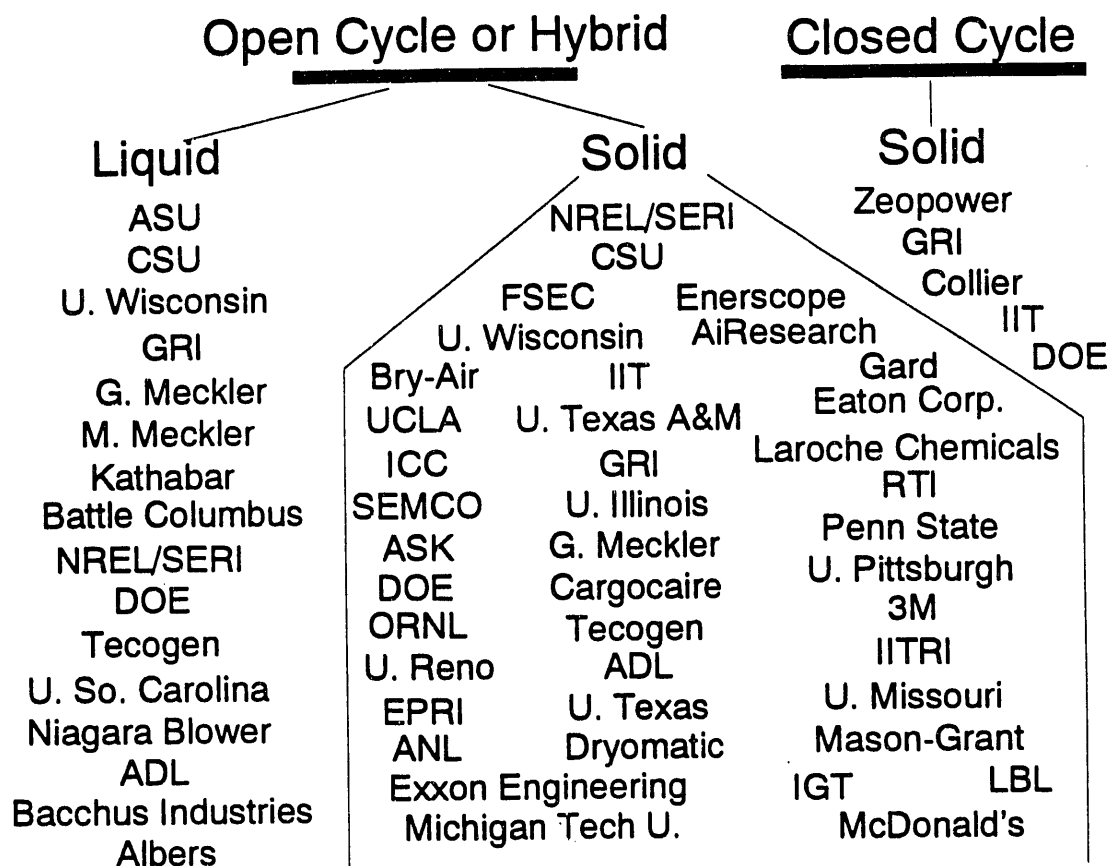 Open Cycle or Hybrid
Closed Cycle
Liquid
ASU
CSU
U. Wisconsin
GRI
G. Meckler
M. Meckler
Kathabar
Battle Columbus
NREL/SERI
DOE
Tecogen
U. So. Carolina
Niagara Blower
ADL
Bacchus Industries
Albers
Solid
NREL/SERI
CSU
FSEC Enerscope
U. Wisconsin AiResearch
Bry-Air IIT
UCLA U. Texas A&M
ICC GRI
SEMCO U. Illinois
ASK G. Meckler
DOE Cargocaire
ORNL Tecogen
U. Reno ADL
EPRI U. Texas
ANL Dryomatic
Exxon Engineering
Michigan Tech U.
Gard
Eaton Corp.
Laroche Chemicals
RTI
Penn State
U. Pittsburgh
3M
IITRI
U. Missouri
Mason-Grant
IGT LBL
McDonald's
Solid
Zeopower
GRI
Collier
IIT
DOE